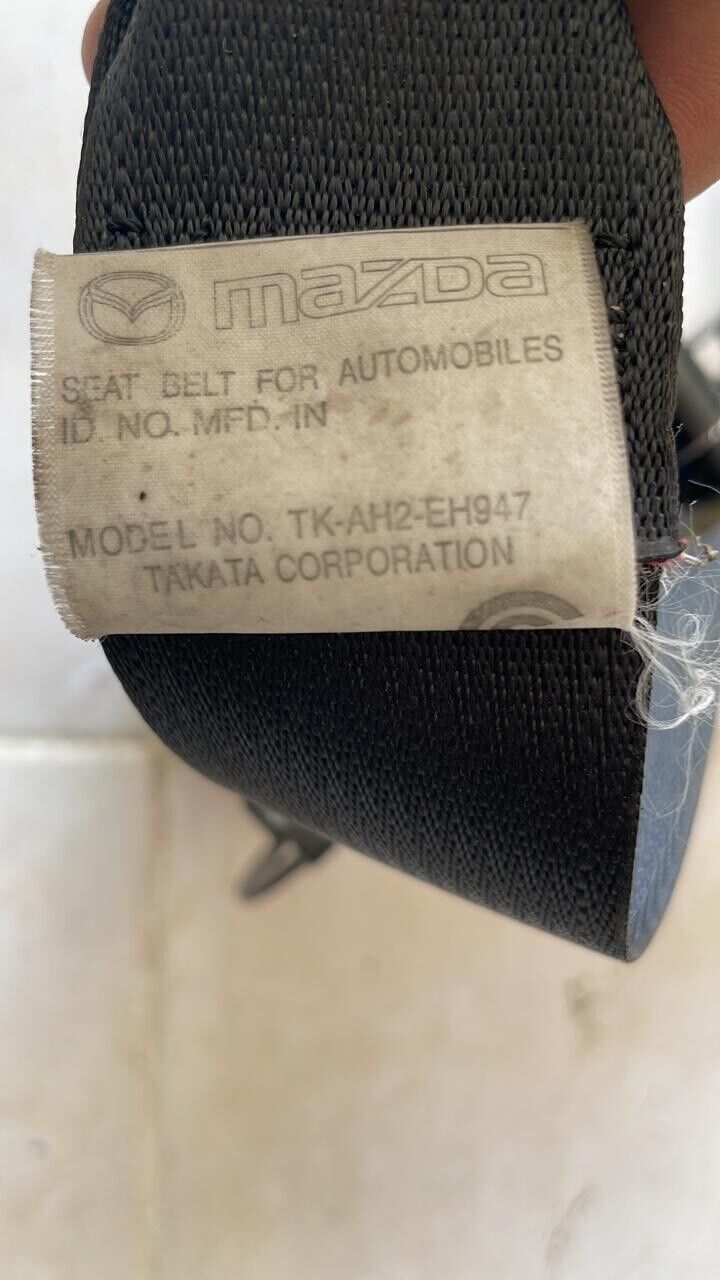 mazda
SEAT BELT FOR AUTOMOBILES
ID. NO. MFD. IN
MODEL NO. TK-AH2-EH947
TAKATA CORPORATION